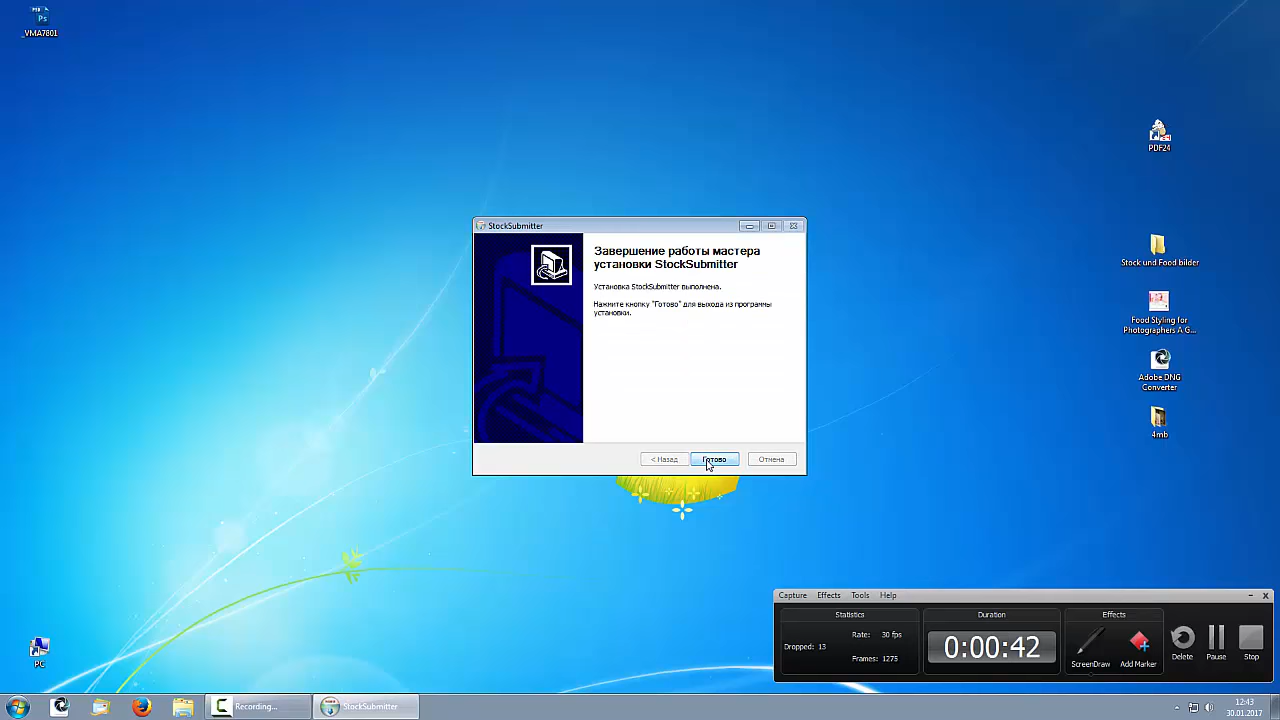 _VMA7801
PDF24
Stock und Food bilder
Food Styling for
Photographers A G...
Adobe DNG
Converter
4mb
PC
StockSubmitter
Завершение работы мастера
установки StockSubmitter
Установка StockSubmitter выполнена.
Нажмите кнопку "Готово" для выхода из программы
установки.
< Назад
Готово
Отмена
Capture Effects Tools Help
Statistics
Duration
Effects
Dropped: 13
Rate: 30 fps
Frames: 1275
0:00:42
ScreenDraw
Add Marker
Delete
Pause
Stop
Recording...
StockSubmitter
12:43
30.01.2017